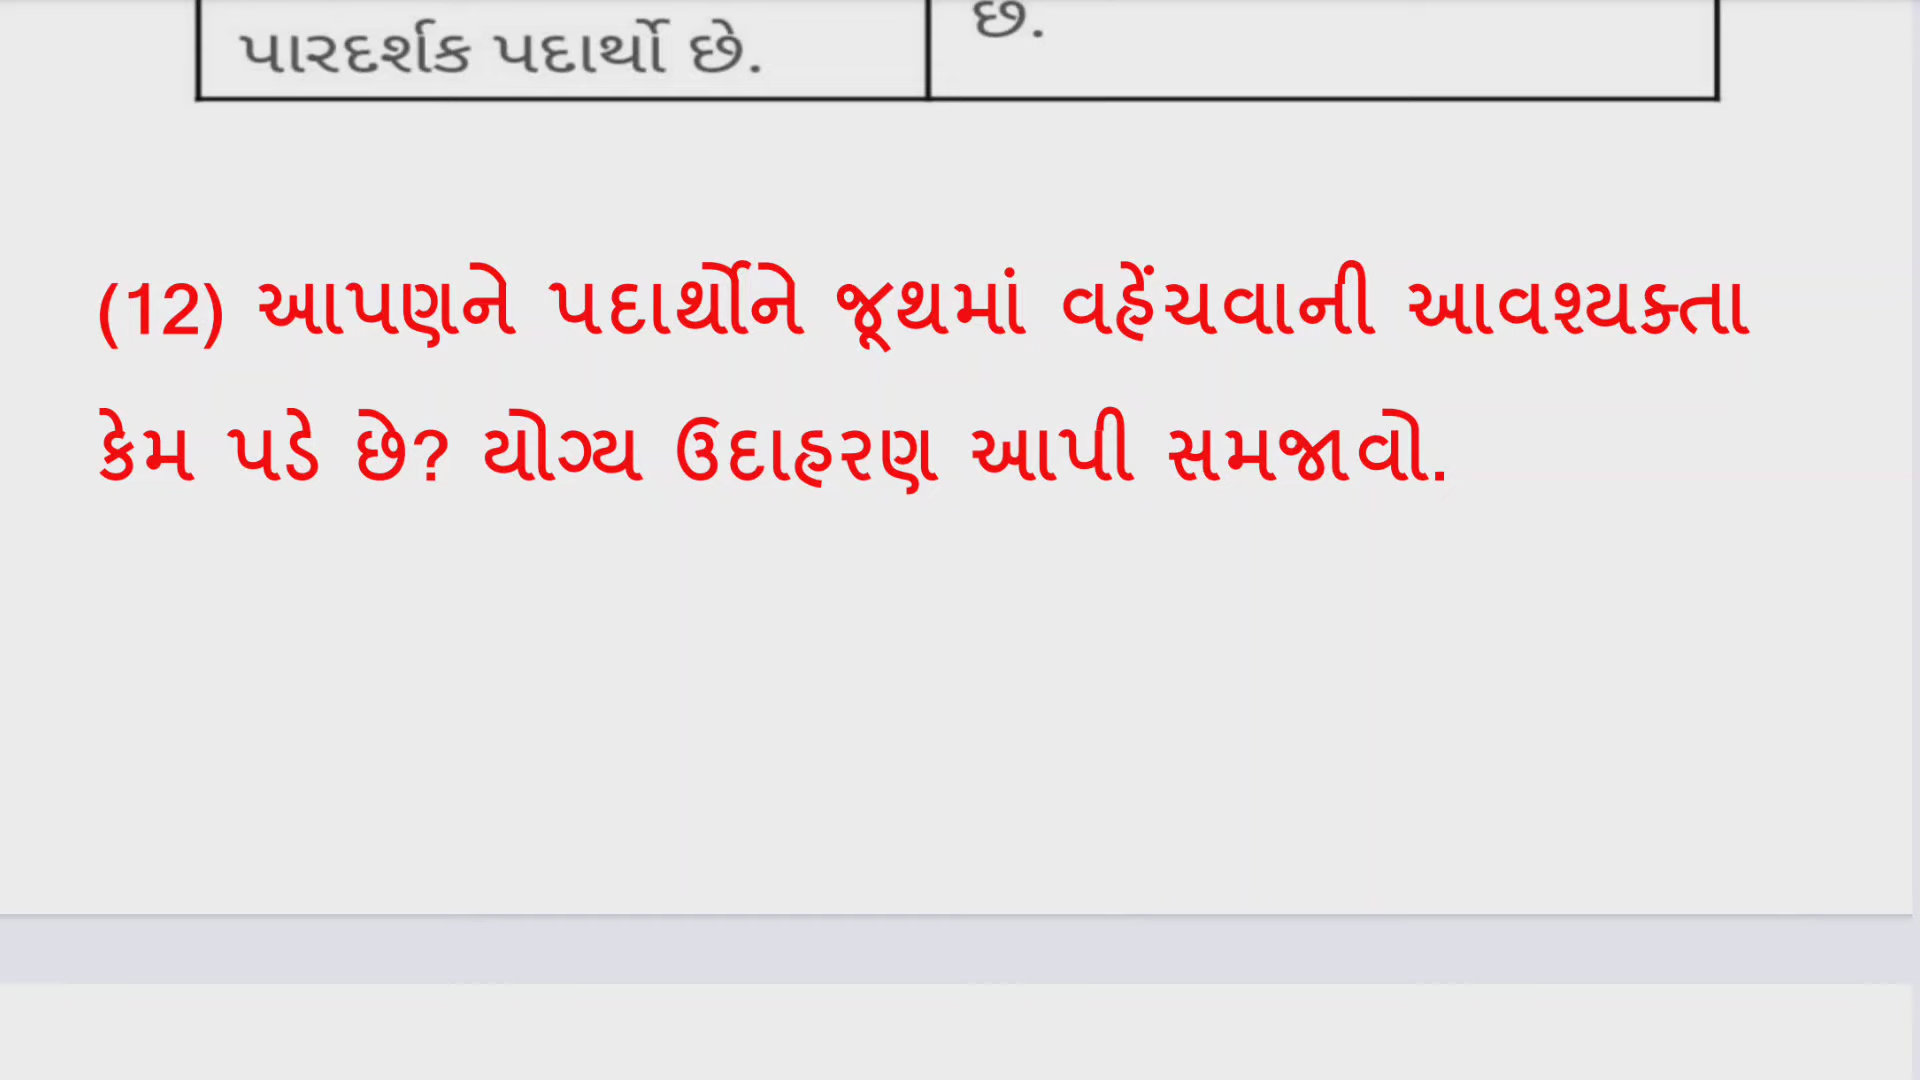 છે.
પારદર્શક પદાર્થો છે.
(12) આપણને પદાર્થોને જૂથમાં વહેંચવાની આવશ્યક્તા
કેમ પડે છે? યોગ્ય ઉદાહરણ આપી સમજાવો.